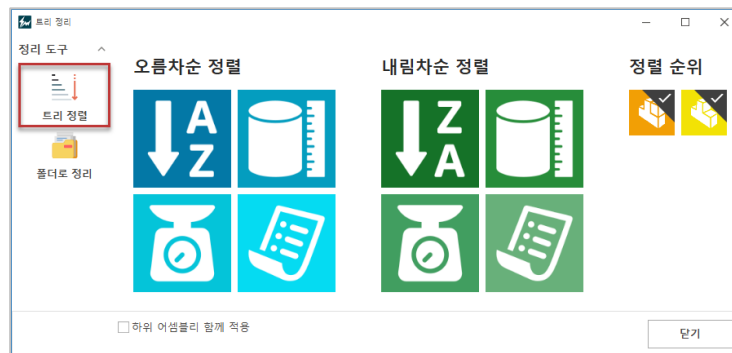 트리 정리
정리 도구
트리 정렬
폴더로 정리
오름차순 정렬
A
Z
내림차순 정렬
Z
A
정렬 순위
하위 어셈블리 함께 적용
닫기